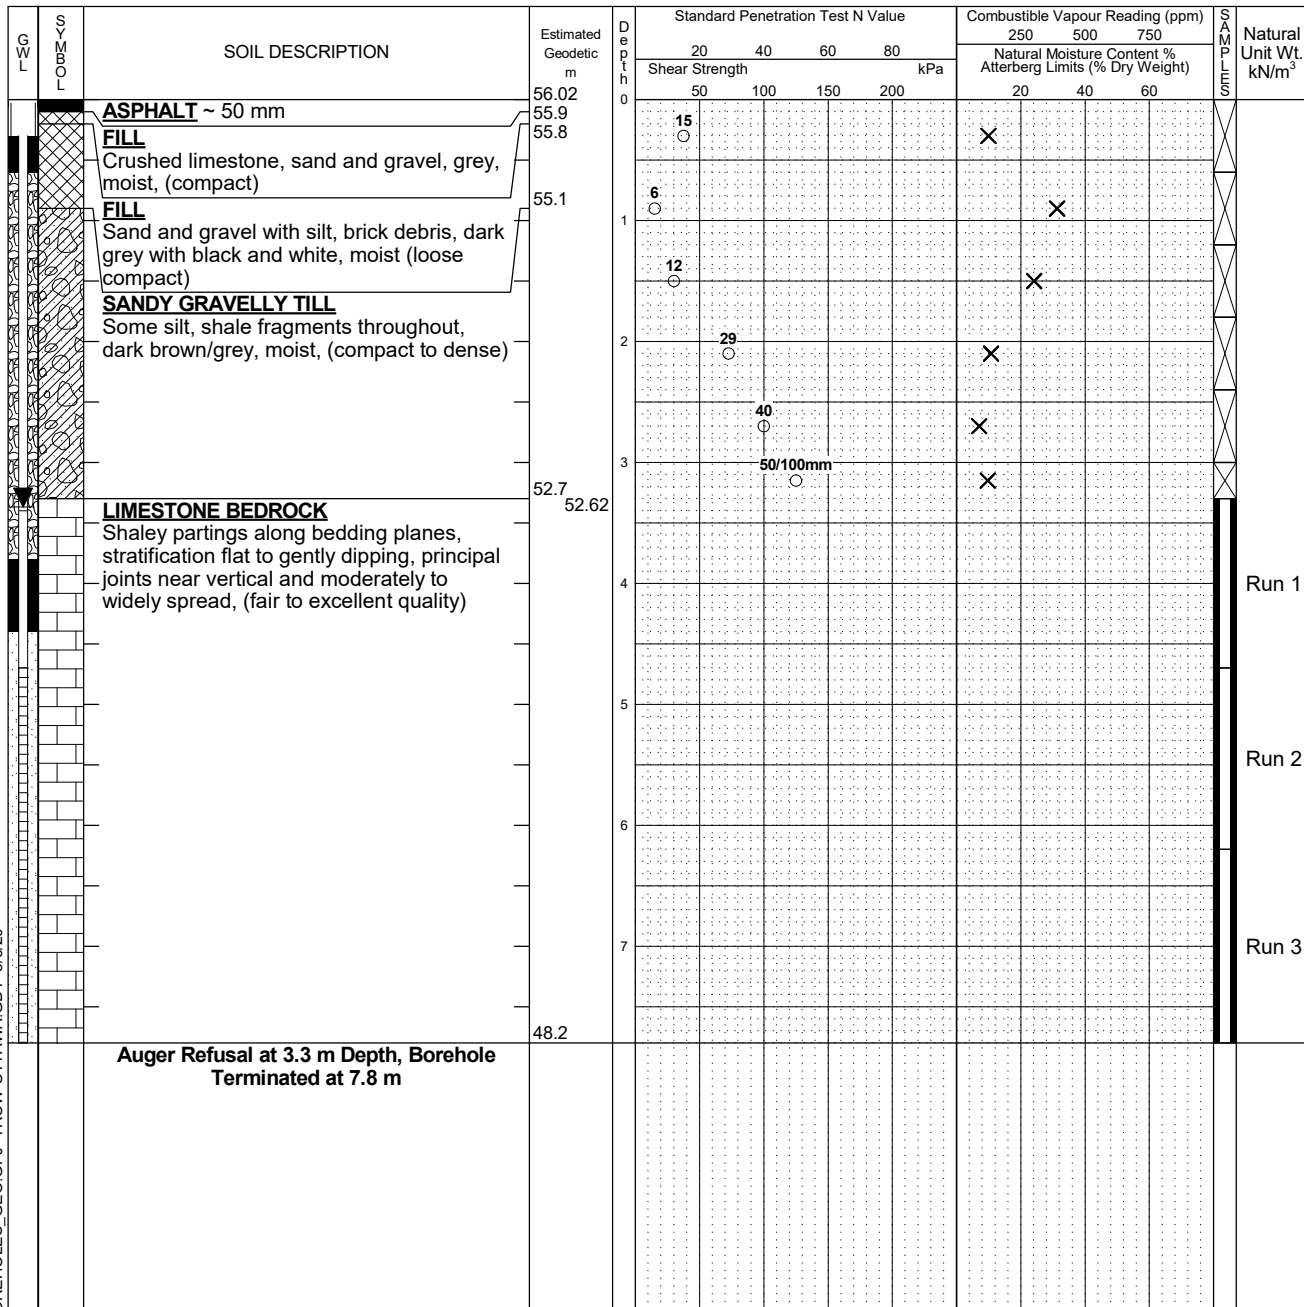 GWL
SYMBOL
SOIL DESCRIPTION
Estimated
Geodetic
m
Depth
Standard Penetration Test N Value
20 40 60 80
Shear Strength kPa
50 100 150 200
Combustible Vapour Reading (ppm)
250 500 750
Natural Moisture Content %
Atterberg Limits (% Dry Weight)
20 40 60
SAMPLES
Natural
Unit Wt.
kN/m³
56.02
0
ASPHALT ~ 50 mm
55.9
FILL
55.8
Crushed limestone, sand and gravel, grey,
moist, (compact)
55.1
FILL
Sand and gravel with silt, brick debris, dark
grey with black and white, moist (loose
compact)
SANDY GRAVELLY TILL
Some silt, shale fragments throughout,
dark brown/grey, moist, (compact to dense)
52.7
52.62
LIMESTONE BEDROCK
Shaley partings along bedding planes,
stratification flat to gently dipping, principal
joints near vertical and moderately to
widely spread, (fair to excellent quality)
48.2
Auger Refusal at 3.3 m Depth, Borehole
Terminated at 7.8 m
1
2
3
4
5
6
7
15
6
12
29
40
50/100mm
Run 1
Run 2
Run 3